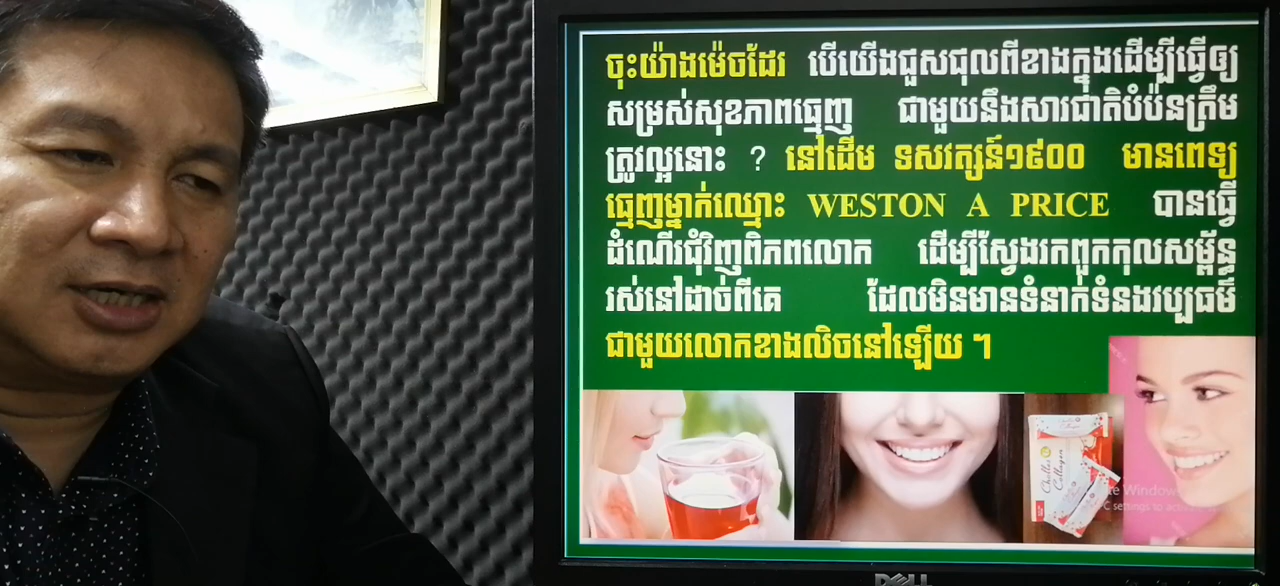 ចុះយ៉ាងម៉េចដែរ បើយើងជួសជុលពីខាងក្នុងដើម្បីធ្វើឲ្យ
សម្រស់សុខភាពធ្មេញ ជាមួយនឹងសារជាតិបំប៉នត្រឹម
ត្រូវល្អនោះ ? នៅដើម ទសវត្សន៍១៩០០ មានពេទ្យ
ធ្មេញម្នាក់ឈ្មោះ WESTON A PRICE បានធ្វើ
ដំណើរជុំវិញពិភពលោក ដើម្បីស្វែងរកពួកកុលសម្ព័ន្ធ
រស់នៅដាច់ពីគេ ដែលមិនមានទំនាក់ទំនងវប្បធម៌
ជាមួយលោកខាងលិចនៅឡើយ ។
Collagen
Windows
settings to
DELL